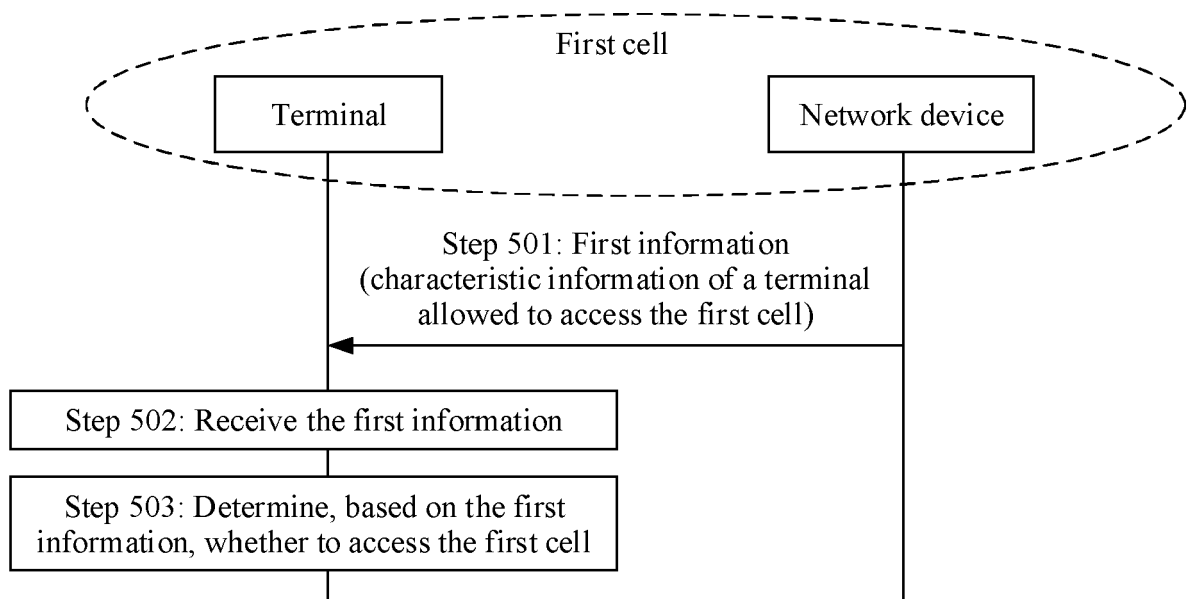 First cell
Terminal
Network device
Step 501: First information
(characteristic information of a terminal
allowed to access the first cell)
Step 502: Receive the first information
Step 503: Determine, based on the first
information, whether to access the first cell